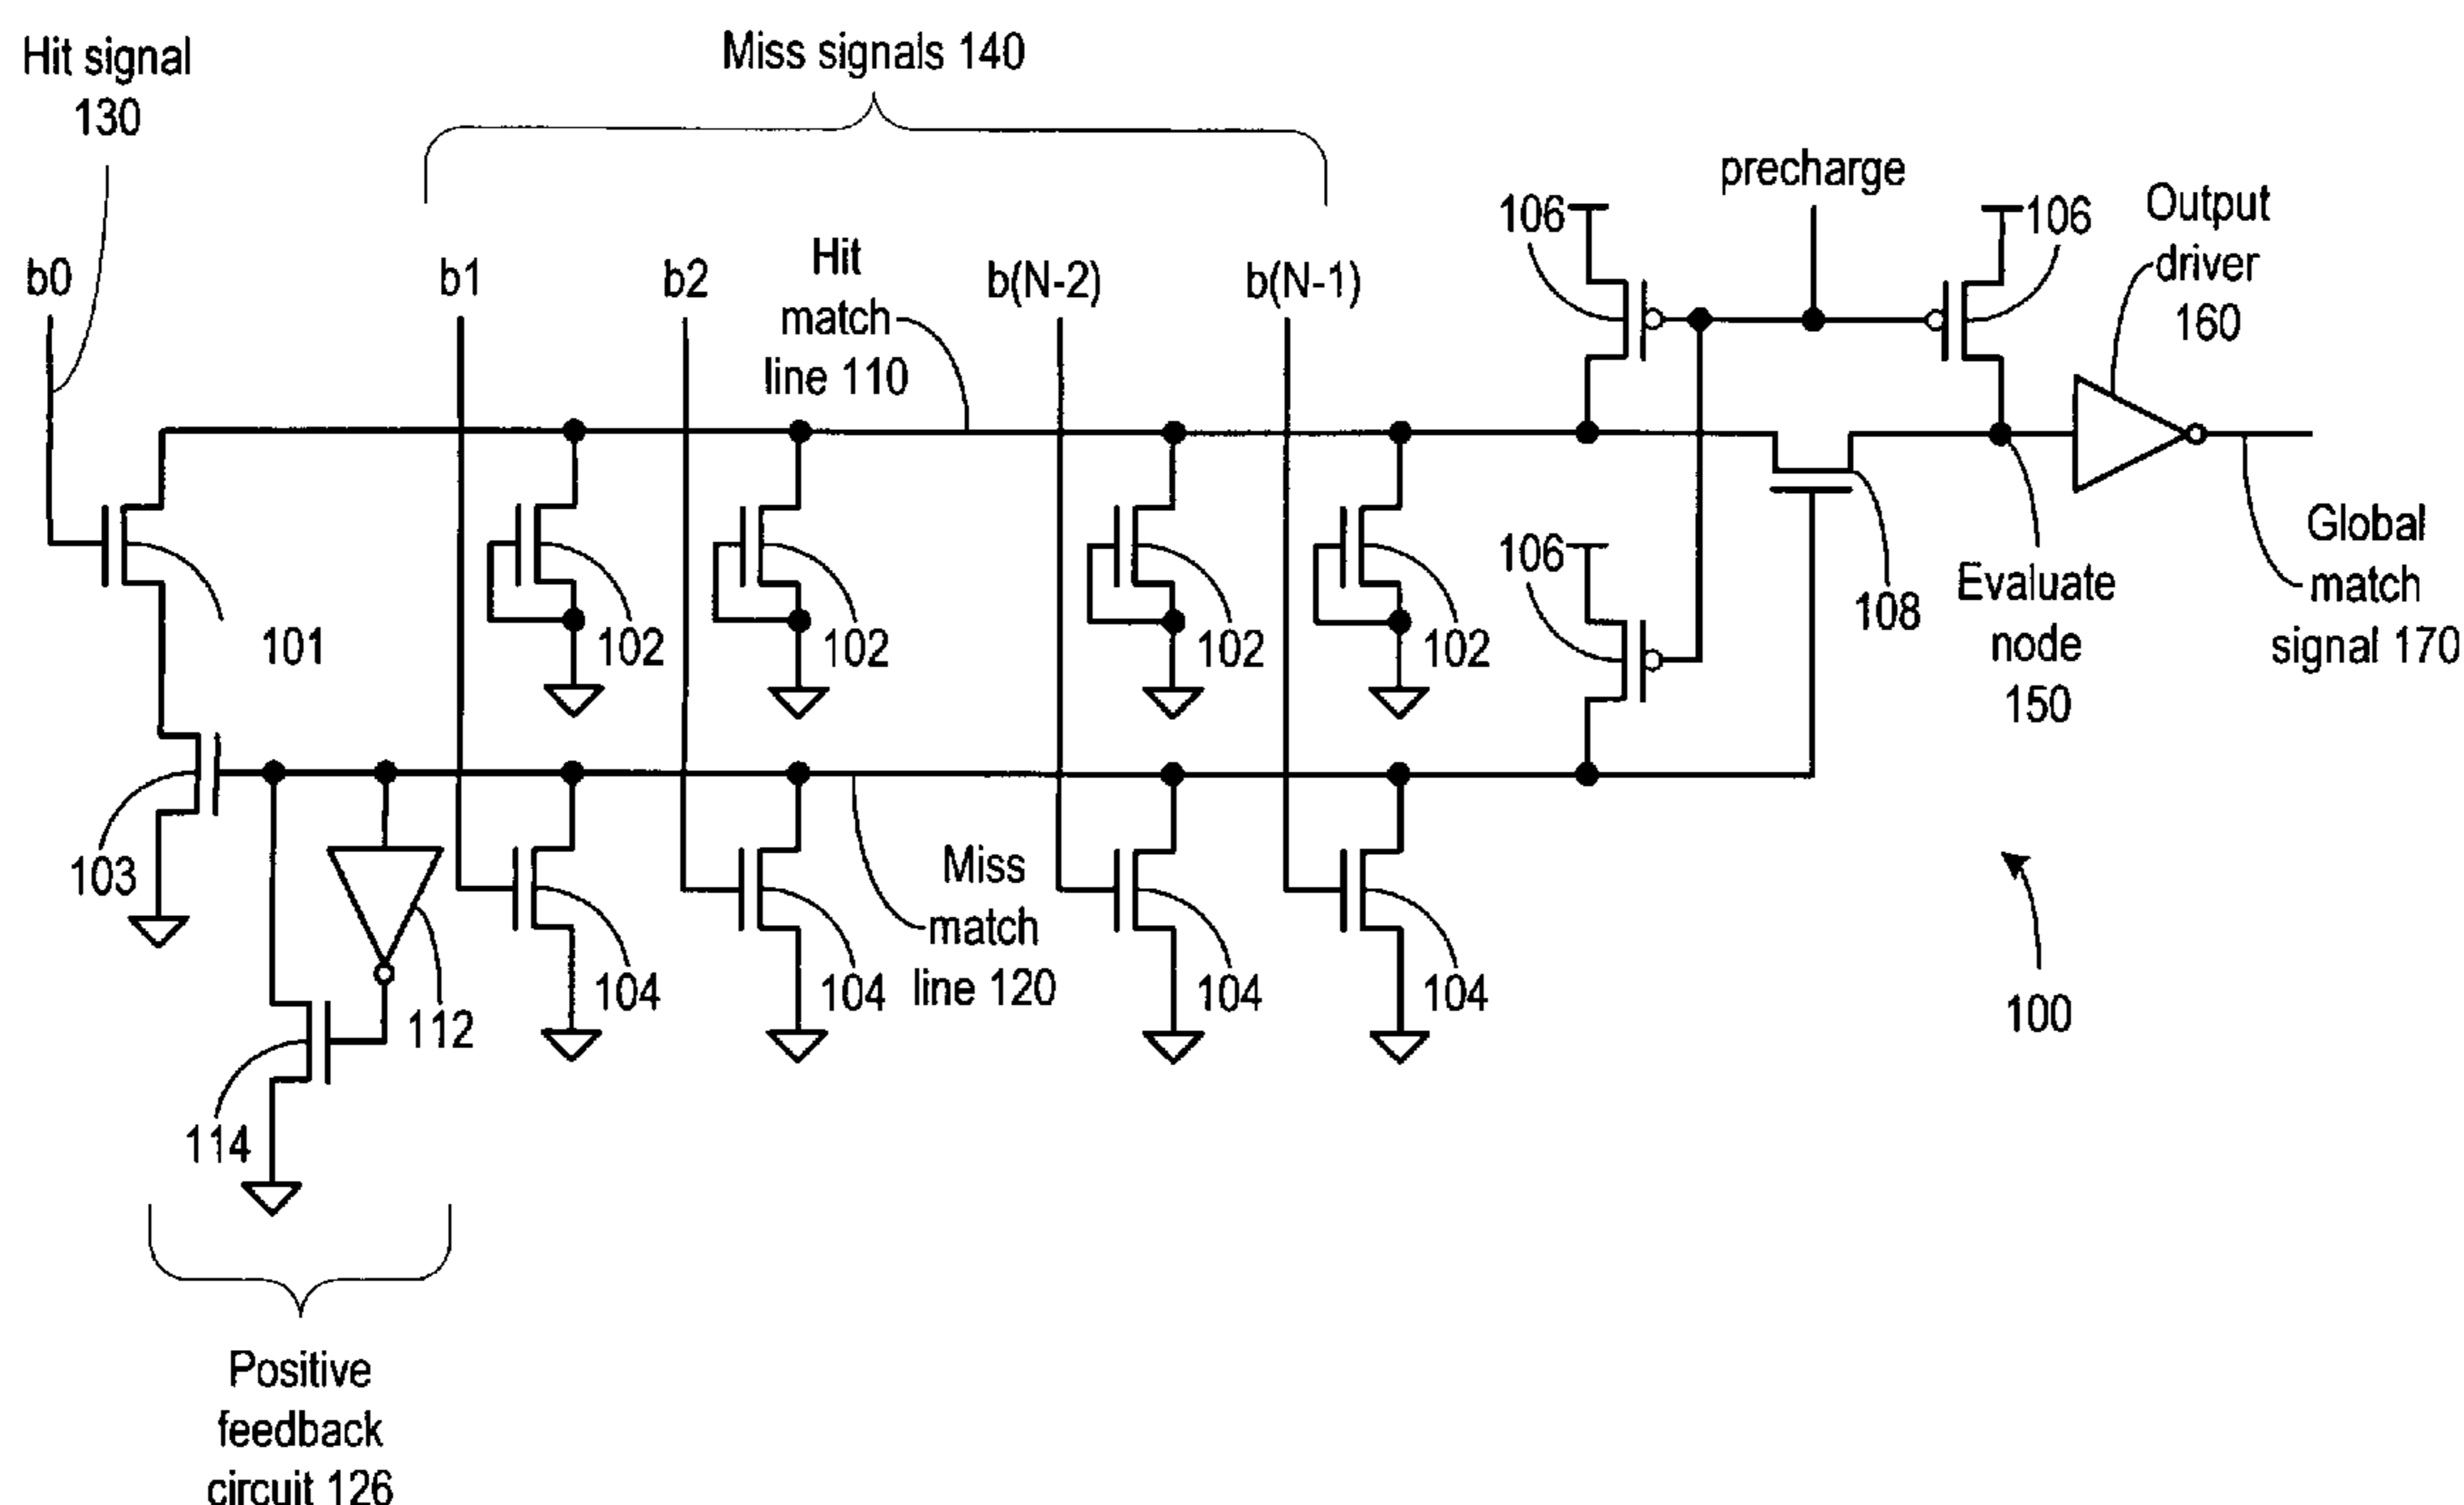 Hit signal
130
Miss signals 140
precharge
106
106
Output
driver
160
b0
b1
b2
Hit
match
line 110
b(N-2)
b(N-1)
101
102
102
102
102
106
108
Evaluate
node
150
Global
match
signal 170
103
112
114
104
104
Miss
match
line 120
104
104
100
Positive
feedback
circuit 126